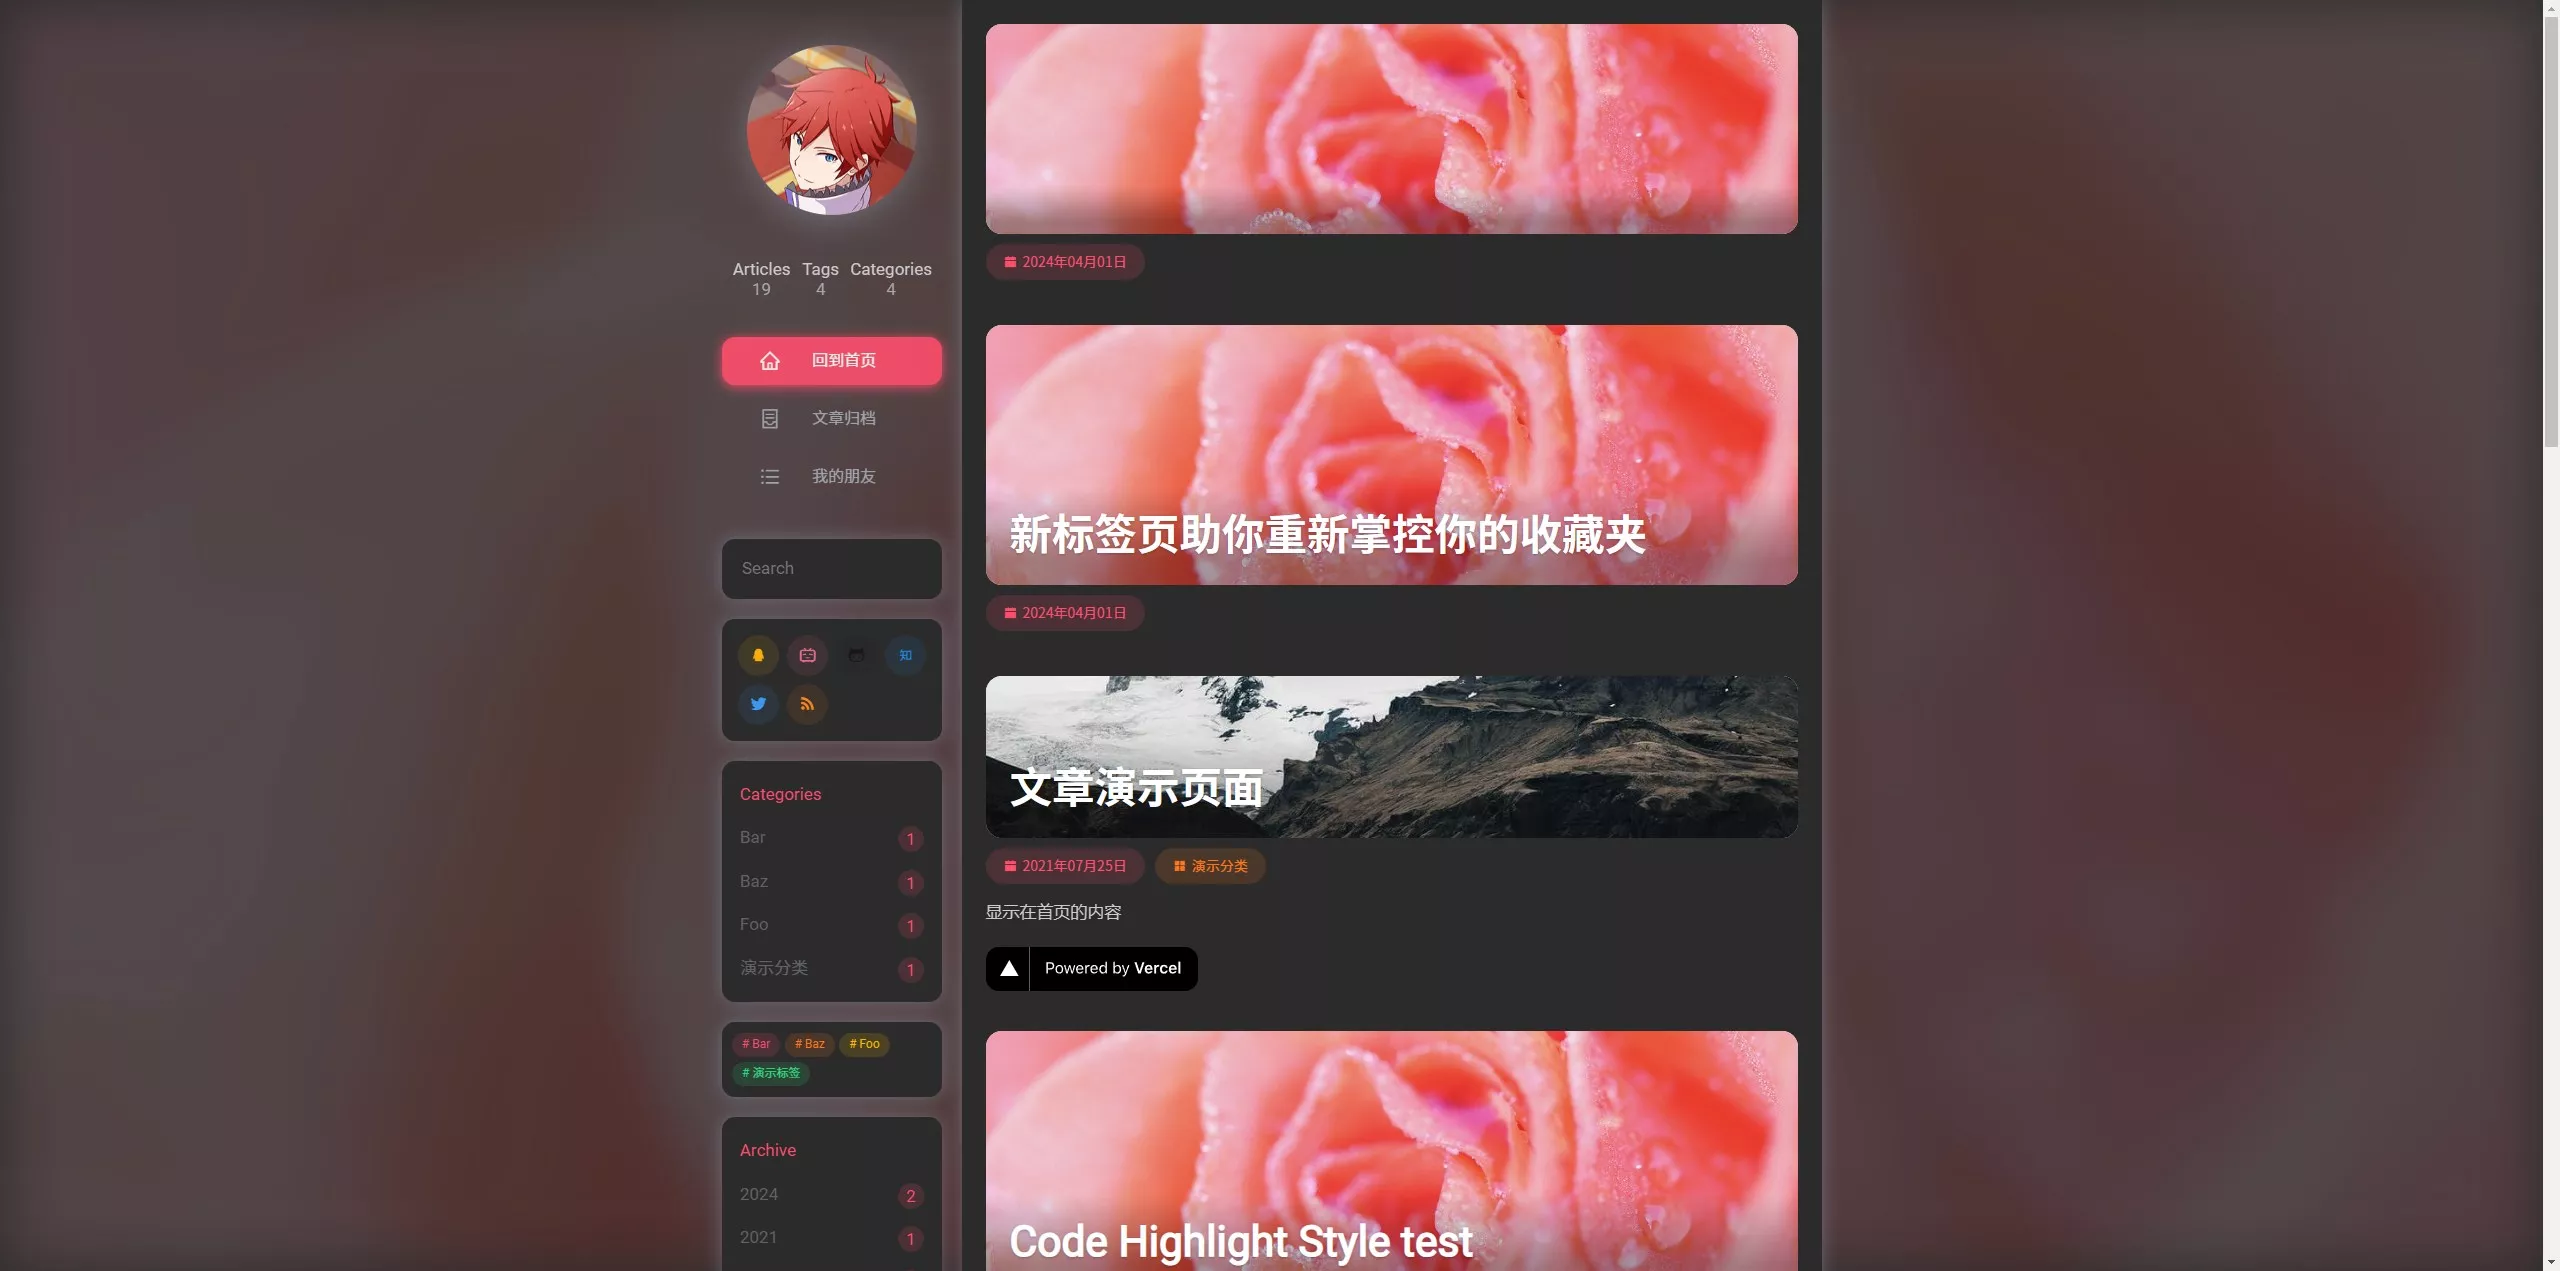 Articles Tags Categories
19 4 4
回到首页
文章归档
我的朋友
Search
知
Categories
Bar 1
Baz 1
Foo 1
演示分类 1
# Bar # Baz # Foo
# 演示标签
Archive
2024 2
2021 1
2024年04月01日
新标签页助你重新掌控你的收藏夹
2024年04月01日
文章演示页面
2021年07月25日 演示分类
显示在首页的内容
Powered by Vercel
Code Highlight Style test